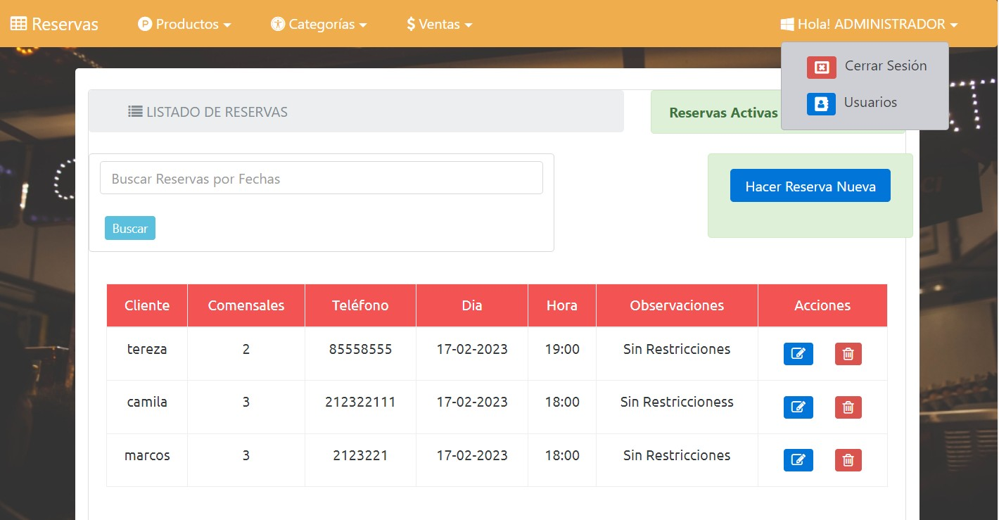 Reservas Productos Categorías Ventas Hola! ADMINISTRADOR
Cerrar Sesión
Usuarios
LISTADO DE RESERVAS
Reservas Activas
Buscar Reservas por Fechas
Hacer Reserva Nueva
Buscar
Cliente Comensales Teléfono Dia Hora Observaciones Acciones
tereza 2 85558555 17-02-2023 19:00 Sin Restricciones
camila 3 212322111 17-02-2023 18:00 Sin Restriccioness
marcos 3 2123221 17-02-2023 18:00 Sin Restricciones